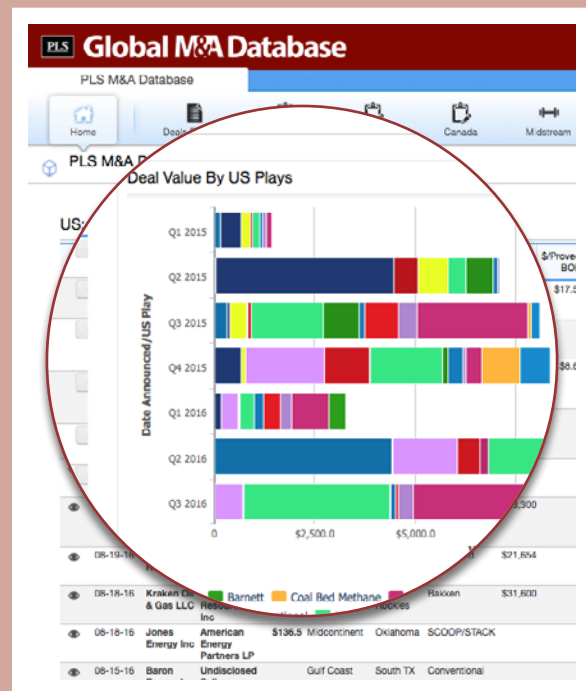 PLS Global M&A Database
PLS M&A Database
Home
Canada
Midstream
PLS M&A
Deal Value By US Plays
US:
$/Prove
BO
$17.5
$8.6
Date Announced/US Play
Q1 2015
Q2 2015
Q3 2015
Q4 2015
Q1 2016
Q2 2016
Q3 2016
0 $2,500.0 $5,000.0
08-19-16 $21,654
Barnett Coal Bed Methane
08-18-16 Kraken Oil & Gas LLC Inc Rockies Bakken $31,600
08-18-16 Jones Energy Inc American Energy Partners LP $136.5 Midcontinent Oklahoma SCOOP/STACK
08-15-16 Baron Undisclosed Gulf Coast South TX Conventional